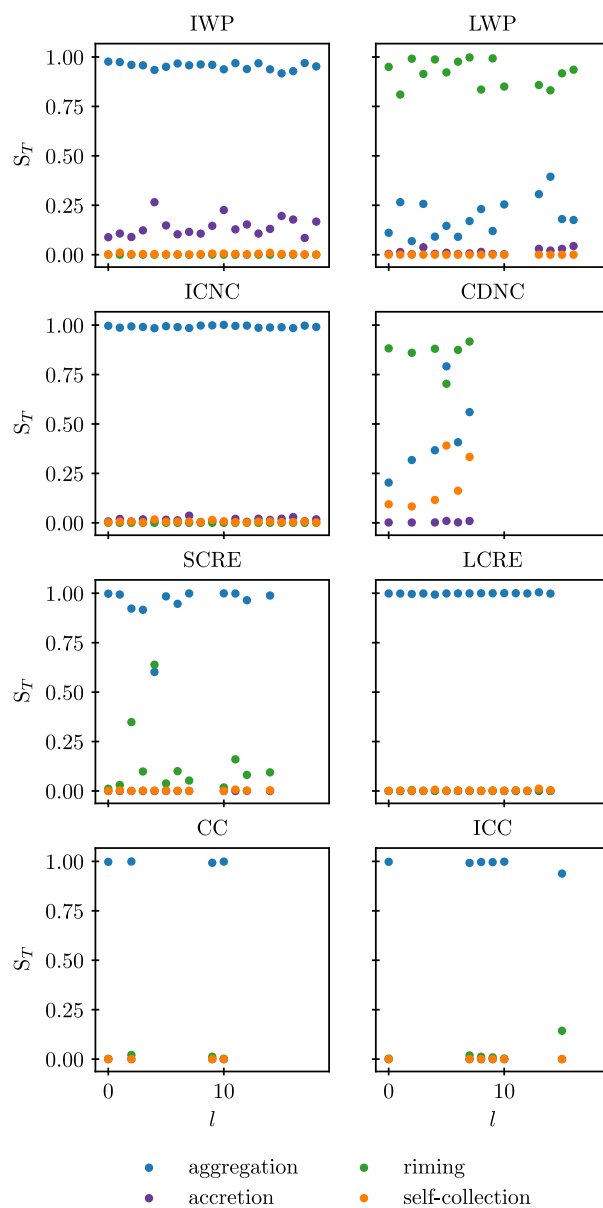 IWP LWP
1.00
0.75
S_T
0.50
0.25
0.00
ICNC CDNC
1.00
0.75
S_T
0.50
0.25
0.00
SCRE LCRE
1.00
0.75
S_T
0.50
0.25
0.00
CC ICC
1.00
0.75
S_T
0.50
0.25
0.00
0 10 0 10
l l
aggregation riming
accretion self-collection